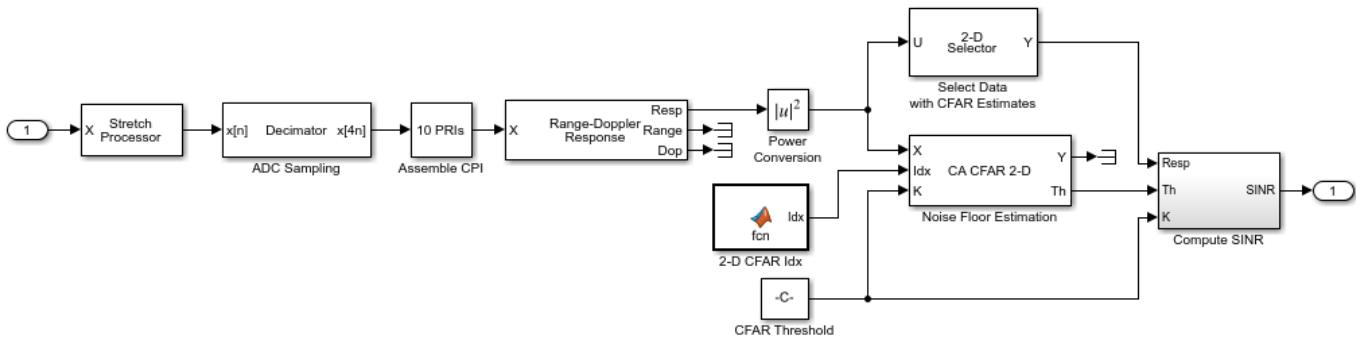 1
X
Stretch
Processor
x[n]
Decimator
x[4n]
ADC Sampling
10 PRIs
Assemble CPI
X
Range-Doppler
Response
Resp
Range
Dop
|u|²
Power
Conversion
U
2-D
Selector
Y
Select Data
with CFAR Estimates
X
Idx
K
CA CFAR 2-D
Y
Th
Noise Floor Estimation
Idx
fcn
2-D CFAR Idx
-C-
CFAR Threshold
Resp
Th
K
SINR
Compute SINR
1